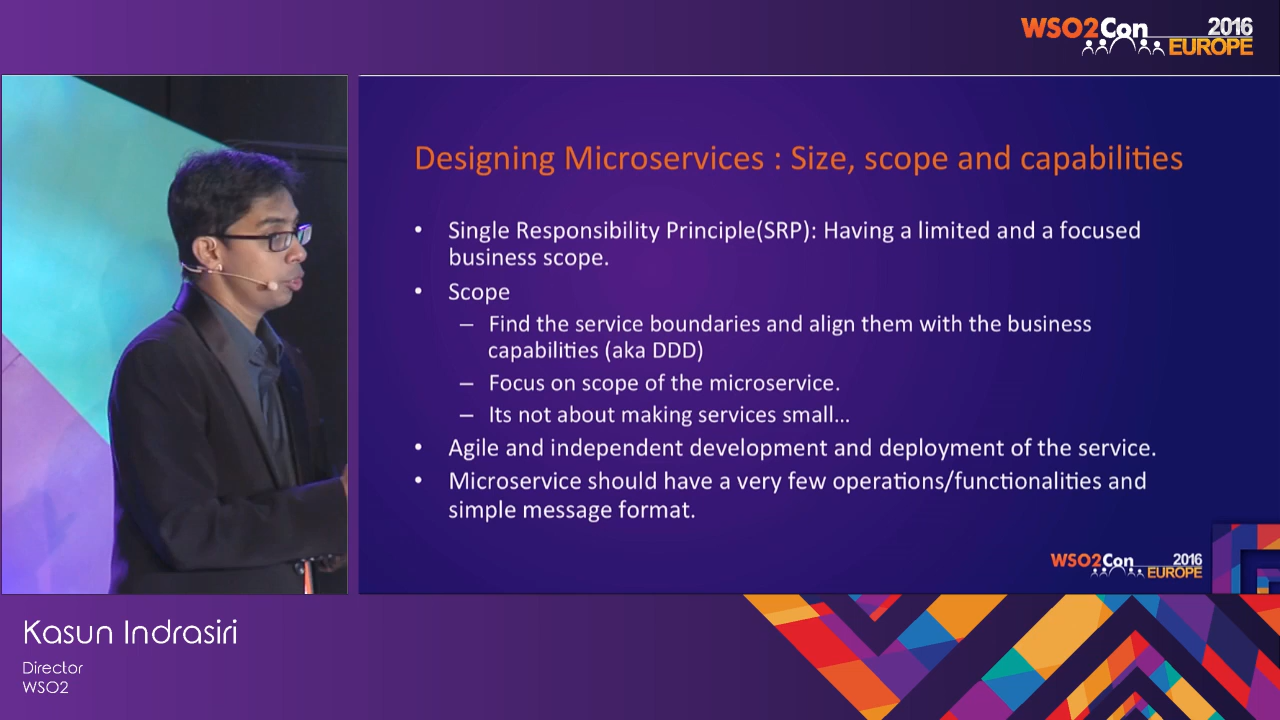 WSO2Con 2016
EUROPE
Designing Microservices : Size, scope and capabilities
• Single Responsibility Principle(SRP): Having a limited and a focused
business scope.
• Scope
– Find the service boundaries and align them with the business
capabilities (aka DDD)
– Focus on scope of the microservice.
– Its not about making services small...
• Agile and independent development and deployment of the service.
• Microservice should have a very few operations/functionalities and
simple message format.
WSO2Con 2016
EUROPE
Kasun Indrasiri
Director
WSO2